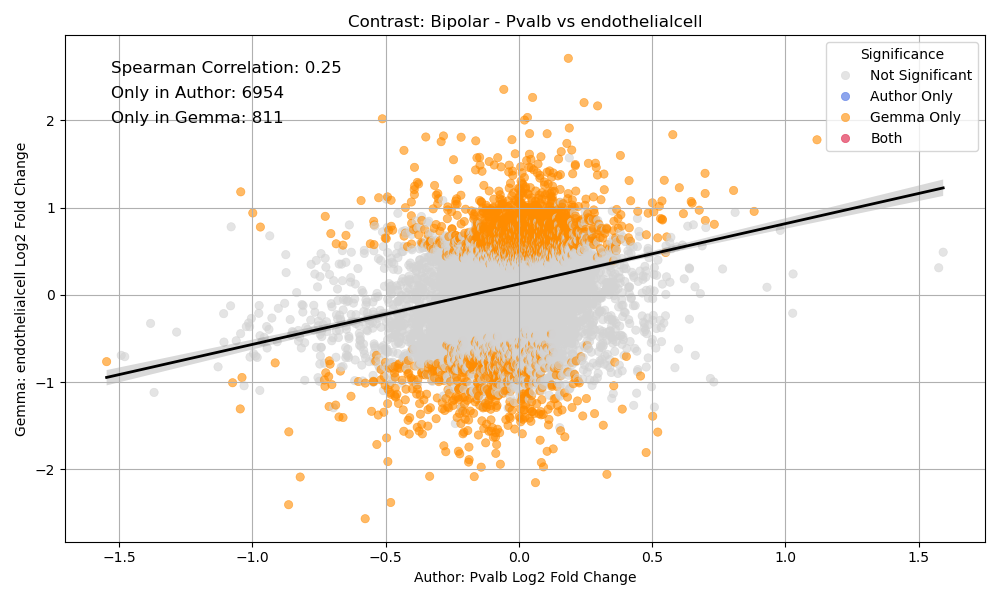 Contrast: Bipolar - Pvalb vs endothelialcell
Spearman Correlation: 0.25
Only in Author: 6954
Only in Gemma: 811
Significance
Not Significant
Author Only
Gemma Only
Both
Gemma: endothelialcell Log2 Fold Change
2
1
0
−1
−2
−1.5
−1.0
−0.5
0.0
0.5
1.0
1.5
Author: Pvalb Log2 Fold Change